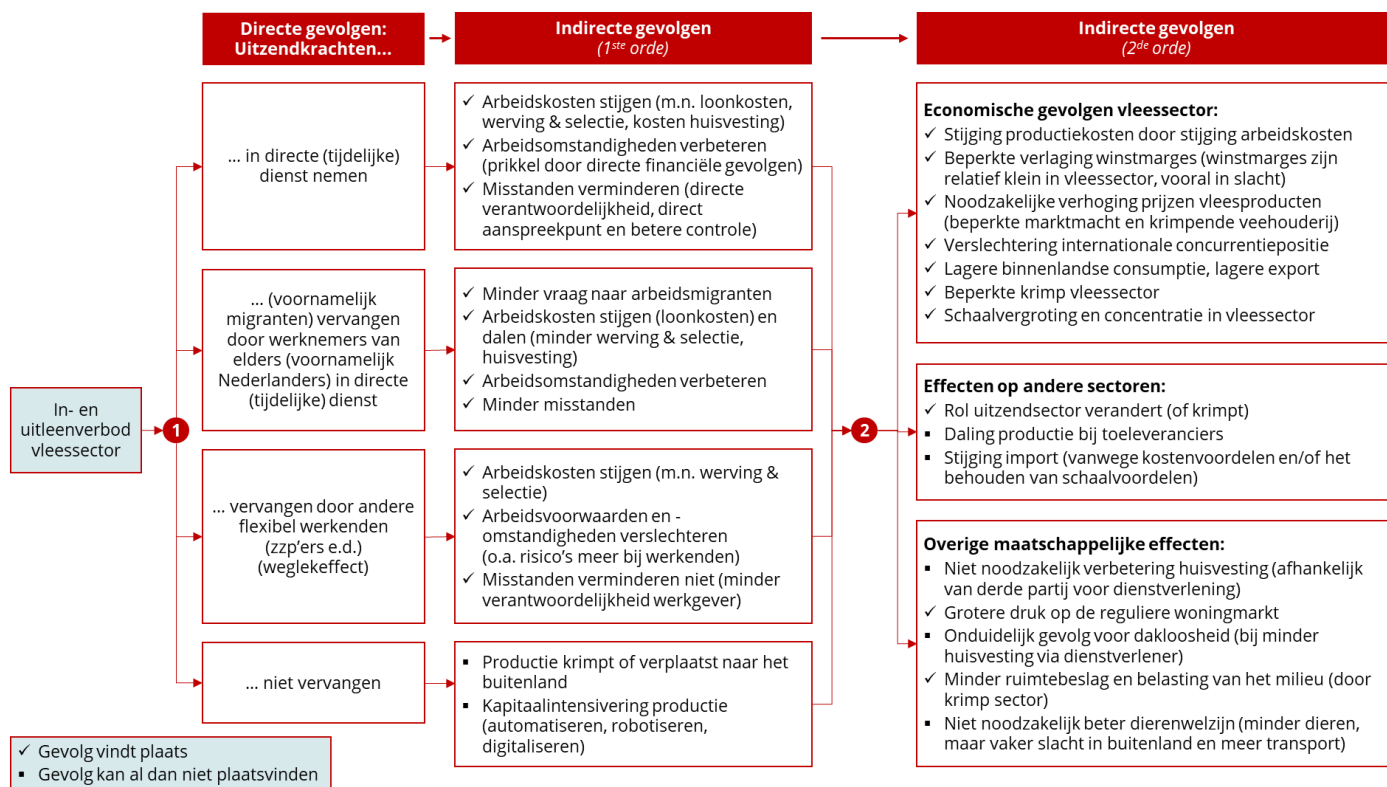 Directe gevolgen:
Uitzendkrachten...
Indirecte gevolgen
(1ste orde)
Indirecte gevolgen
(2de orde)
In- en
uitleenverbod
vleessector
1
... in directe (tijdelijke)
dienst nemen
✓ Arbeidskosten stijgen (m.n. loonkosten,
werving & selectie, kosten huisvesting)
✓ Arbeidsomstandigheden verbeteren
(prikkel door directe financiële gevolgen)
✓ Misstanden verminderen (directe
verantwoordelijkheid, direct
aanspreekpunt en betere controle)
... (voornamelijk
migranten) vervangen
door werknemers van
elders (voornamelijk
Nederlanders) in directe
(tijdelijke) dienst
✓ Minder vraag naar arbeidsmigranten
✓ Arbeidskosten stijgen (loonkosten) en
dalen (minder werving & selectie,
huisvesting)
✓ Arbeidsomstandigheden verbeteren
✓ Minder misstanden
... vervangen door andere
flexibel werkenden
(zzp'ers e.d.)
(weglekeffect)
✓ Arbeidskosten stijgen (m.n. werving &
selectie)
✓ Arbeidsvoorwaarden en -
omstandigheden verslechteren
(o.a. risico's meer bij werkenden)
✓ Misstanden verminderen niet (minder
verantwoordelijkheid werkgever)
... niet vervangen
▪ Productie krimpt of verplaatst naar het
buitenland
▪ Kapitaalintensivering productie
(automatiseren, robotiseren,
digitaliseren)
2
Economische gevolgen vleessector:
✓ Stijging productiekosten door stijging arbeidskosten
✓ Beperkte verlaging winstmarges (winstmarges zijn
relatief klein in vleessector, vooral in slacht)
✓ Noodzakelijke verhoging prijzen vleesproducten
(beperkte marktmacht en krimpende veehouderij)
✓ Verslechtering internationale concurrentiepositie
✓ Lagere binnenlandse consumptie, lagere export
✓ Beperkte krimp vleessector
✓ Schaalvergroting en concentratie in vleessector
Effecten op andere sectoren:
✓ Rol uitzendsector verandert (of krimpt)
▪ Daling productie bij toeleveranciers
▪ Stijging import (vanwege kostenvoordelen en/of het
behouden van schaalvoordelen)
Overige maatschappelijke effecten:
▪ Niet noodzakelijk verbetering huisvesting (afhankelijk
van derde partij voor dienstverlening)
✓ Grotere druk op de reguliere woningmarkt
▪ Onduidelijk gevolg voor dakloosheid (bij minder
huisvesting via dienstverlener)
✓ Minder ruimtebeslag en belasting van het milieu (door
krimp sector)
▪ Niet noodzakelijk beter dierenwelzijn (minder dieren,
maar vaker slacht in buitenland en meer transport)
✓ Gevolg vindt plaats
▪ Gevolg kan al dan niet plaatsvinden